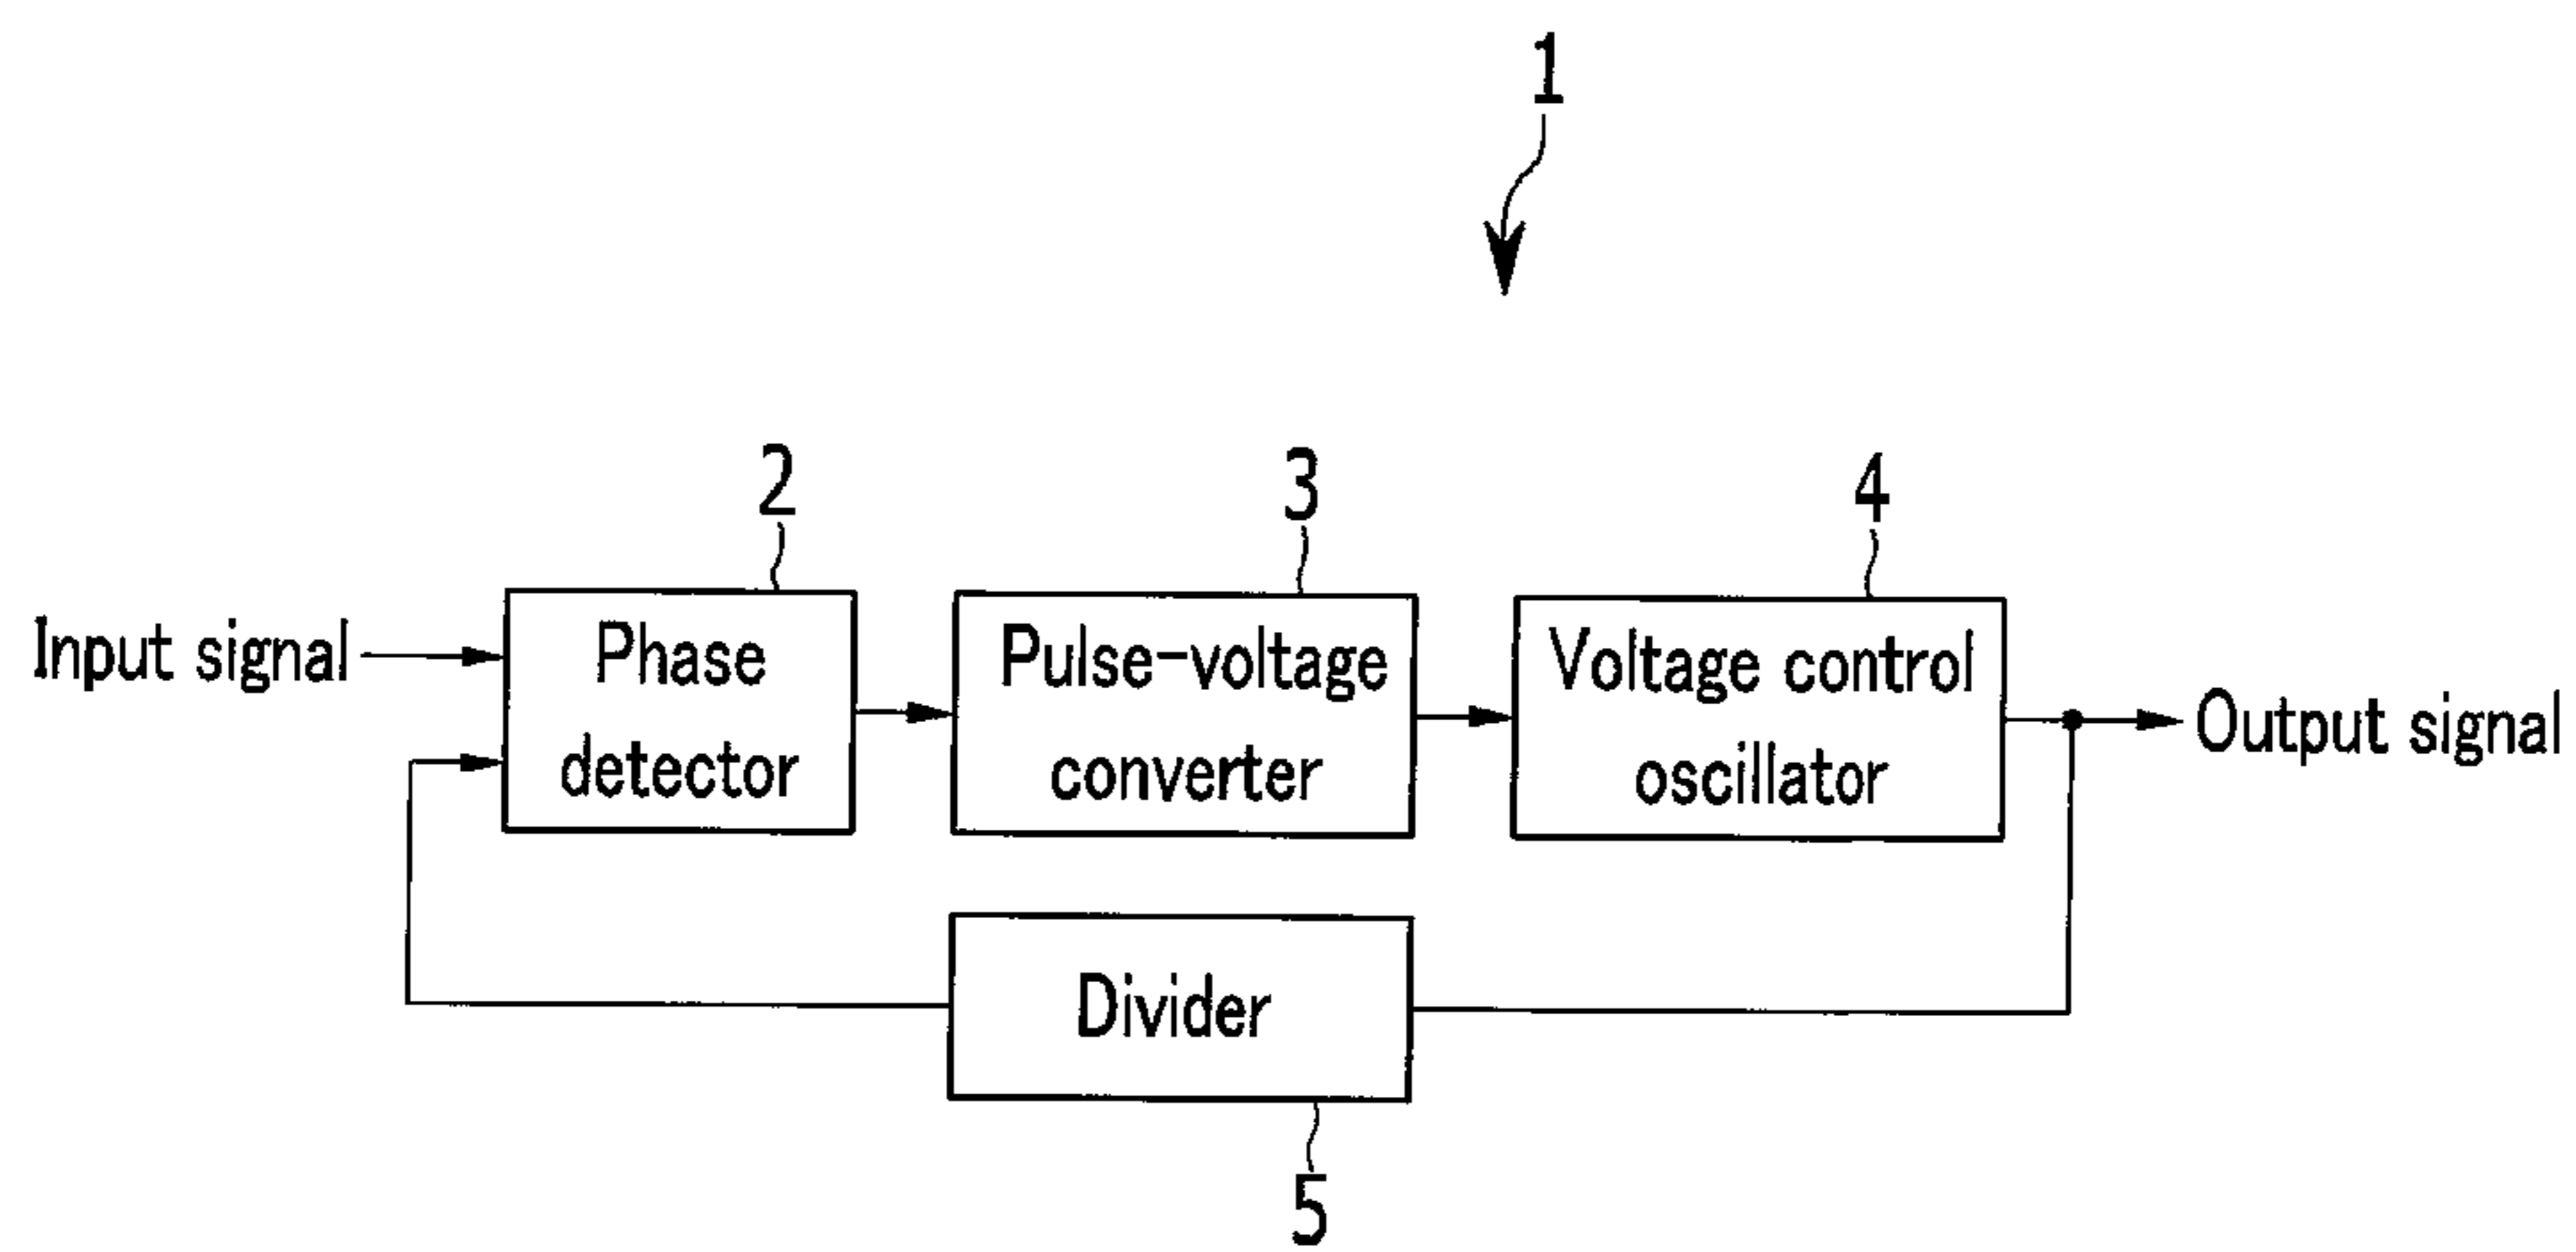 1
2
3
4
Input signal
Phase
detector
Pulse-voltage
converter
Voltage control
oscillator
Output signal
Divider
5